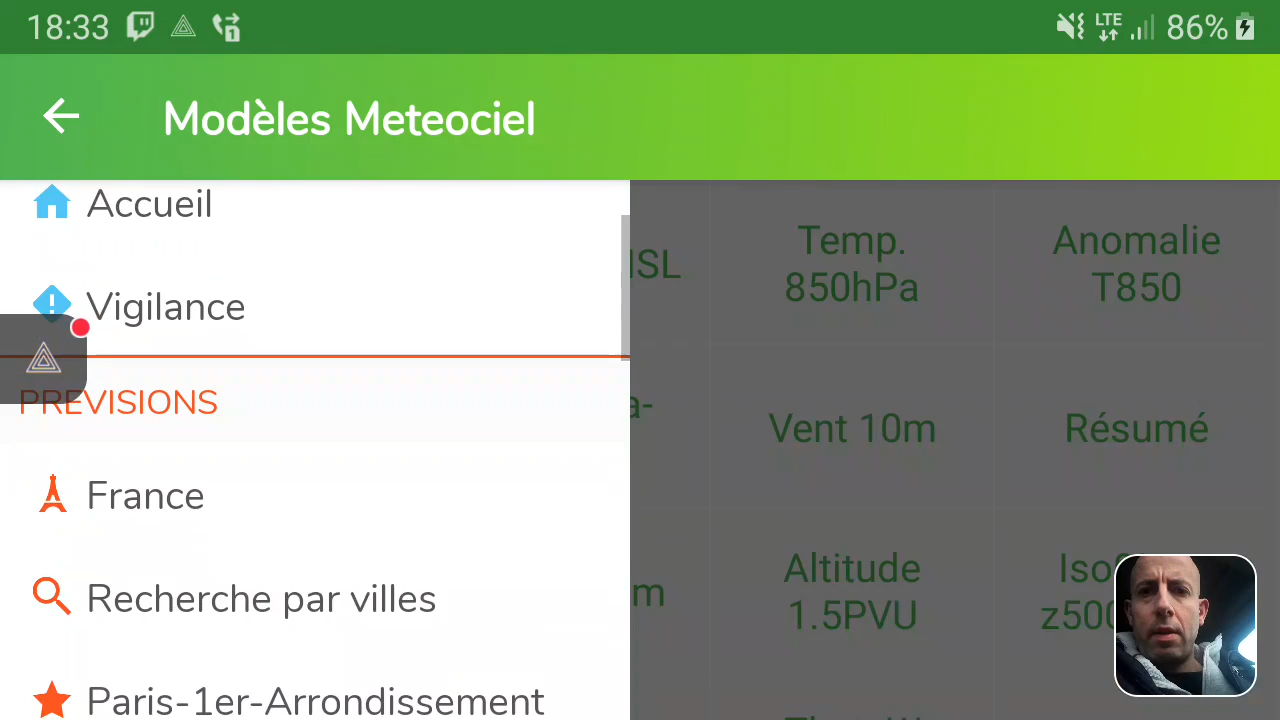 18:33
1
LTE
86%
Modèles Meteociel
Accueil
Vigilance
PREVISIONS
France
Recherche par villes
Paris-1er-Arrondissement
Temp.
850hPa
Anomalie
T850
Vent 10m
Résumé
Altitude
1.5PVU